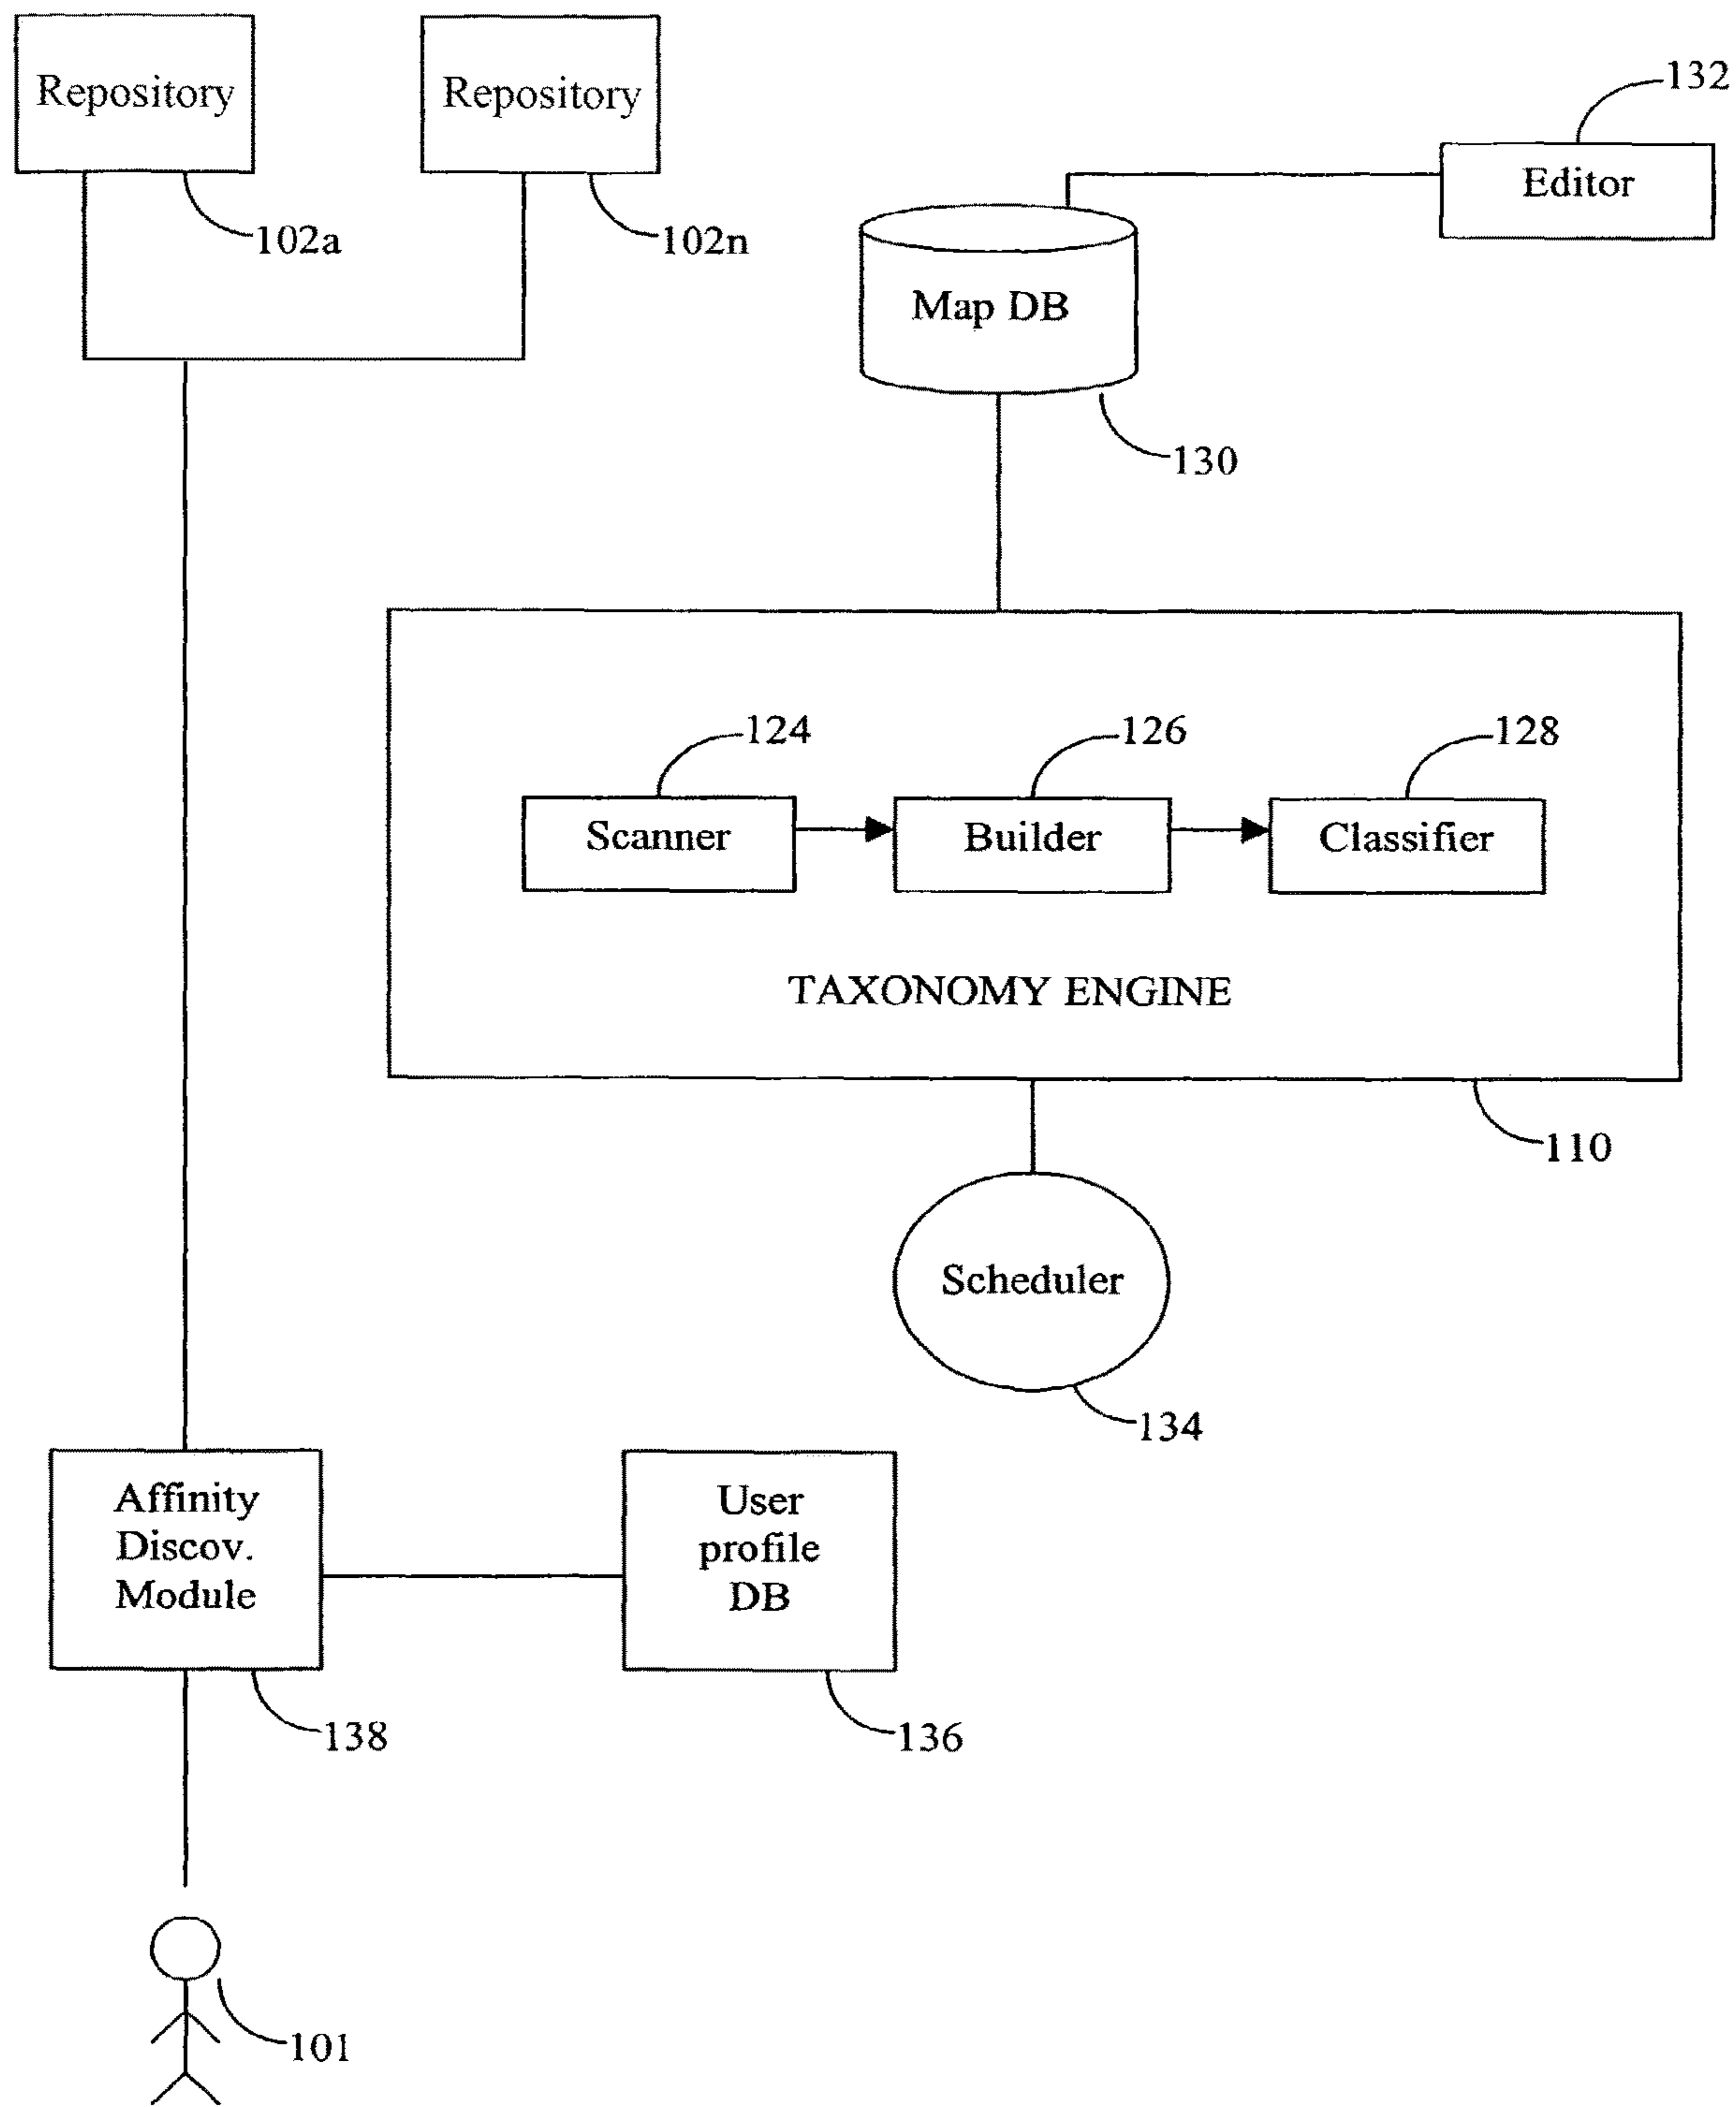 Repository
Repository
132
Editor
102a
102n
Map DB
130
124
126
128
Scanner
Builder
Classifier
TAXONOMY ENGINE
110
Scheduler
134
Affinity
Discov.
Module
User
profile
DB
138
136
101